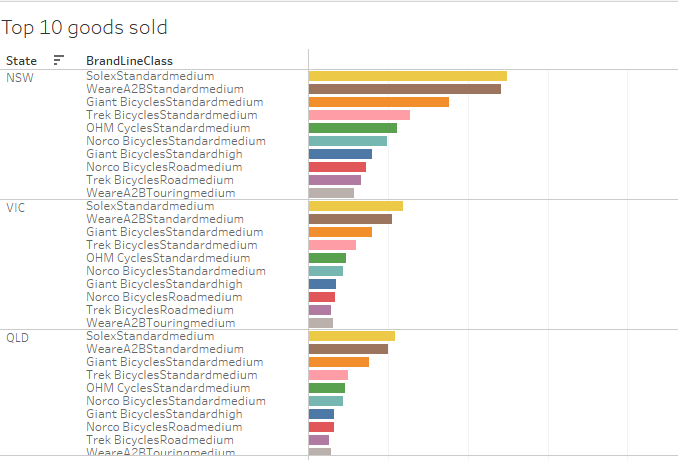 Top 10 goods sold
State BrandLineClass
NSW SolexStandardmedium
WeareA2BStandardmedium
Giant BicyclesStandardmedium
Trek BicyclesStandardmedium
OHM CyclesStandardmedium
Norco BicyclesStandardmedium
Giant BicyclesStandardhigh
Norco BicyclesRoadmedium
Trek BicyclesRoadmedium
WeareA2BTouringmedium
VIC SolexStandardmedium
WeareA2BStandardmedium
Giant BicyclesStandardmedium
Trek BicyclesStandardmedium
OHM CyclesStandardmedium
Norco BicyclesStandardmedium
Giant BicyclesStandardhigh
Norco BicyclesRoadmedium
Trek BicyclesRoadmedium
WeareA2BTouringmedium
QLD SolexStandardmedium
WeareA2BStandardmedium
Giant BicyclesStandardmedium
Trek BicyclesStandardmedium
OHM CyclesStandardmedium
Norco BicyclesStandardmedium
Giant BicyclesStandardhigh
Norco BicyclesRoadmedium
Trek BicyclesRoadmedium
WeareA2BTouringmedium